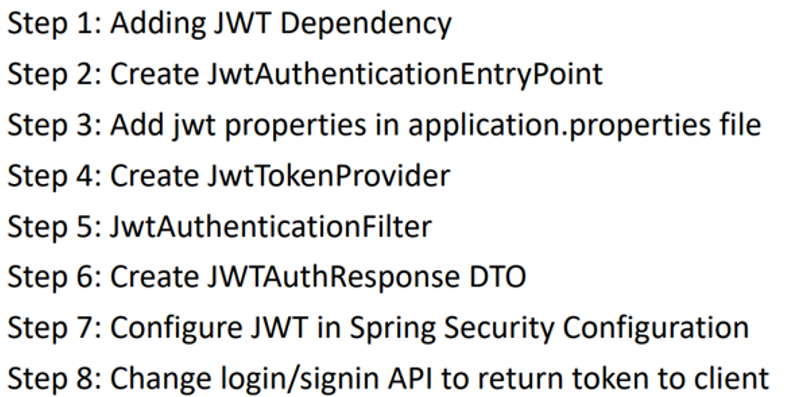 Step 1: Adding JWT Dependency
Step 2: Create JwtAuthenticationEntryPoint
Step 3: Add jwt properties in application.properties file
Step 4: Create JwtTokenProvider
Step 5: JwtAuthenticationFilter
Step 6: Create JWTAuthResponse DTO
Step 7: Configure JWT in Spring Security Configuration
Step 8: Change login/signin API to return token to client